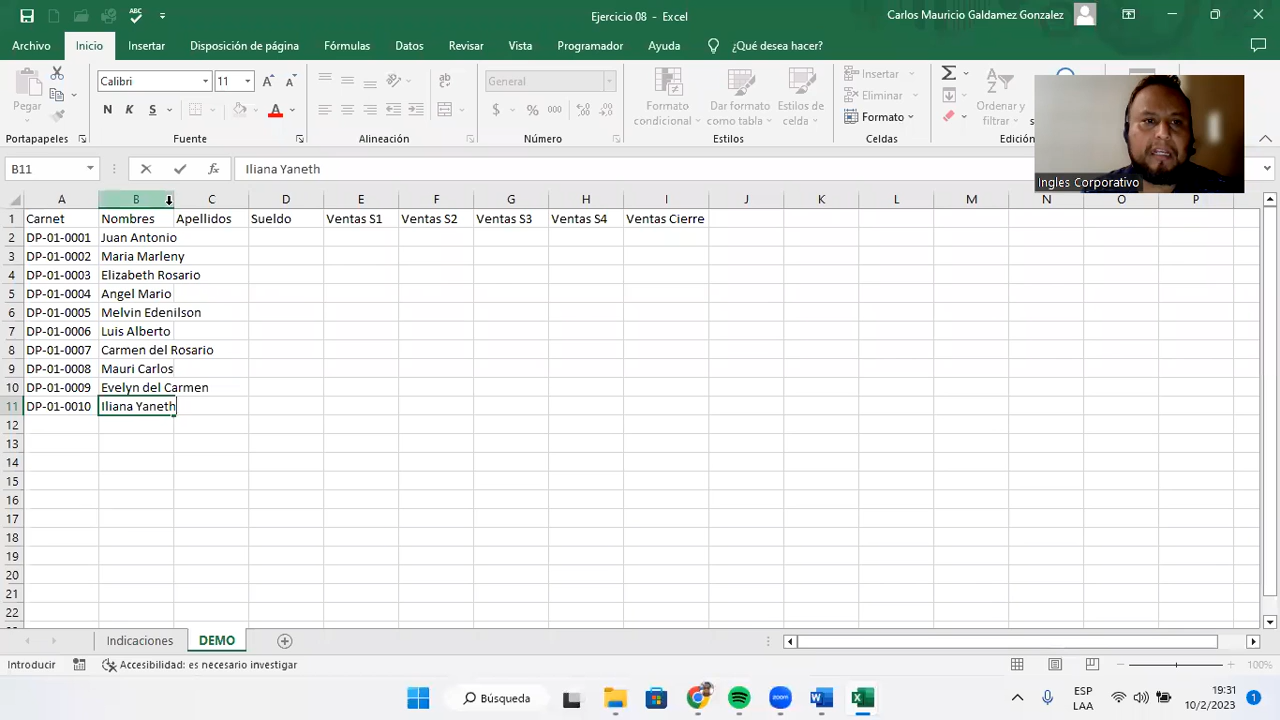 Ejercicio 08 - Excel
Carlos Mauricio Galdamez Gonzalez
Archivo Inicio Insertar Disposición de página Fórmulas Datos Revisar Vista Programador Ayuda ¿Qué desea hacer?
Pegar
Calibri 11
N K S
General
$ % 000
Formato condicional
Dar formato como tabla
Estilos de celda
Insertar
Eliminar
Formato
Ordenar
filtrar
Portapapeles Fuente Alineación Número Estilos Celdas Edición
Ingles Corporativo
B11 Iliana Yaneth
A B C D E F G H I J K L M N O P
1 Carnet Nombres Apellidos Sueldo Ventas S1 Ventas S2 Ventas S3 Ventas S4 Ventas Cierre
2 DP-01-0001 Juan Antonio
3 DP-01-0002 Maria Marleny
4 DP-01-0003 Elizabeth Rosario
5 DP-01-0004 Angel Mario
6 DP-01-0005 Melvin Edenilson
7 DP-01-0006 Luis Alberto
8 DP-01-0007 Carmen del Rosario
9 DP-01-0008 Mauri Carlos
10 DP-01-0009 Evelyn del Carmen
11 DP-01-0010 Iliana Yaneth
12
13
14
15
16
17
18
19
20
21
22
Indicaciones DEMO
Introducir Accesibilidad: es necesario investigar 100%
Búsqueda
ESP
LAA
19:31
10/2/2023
1